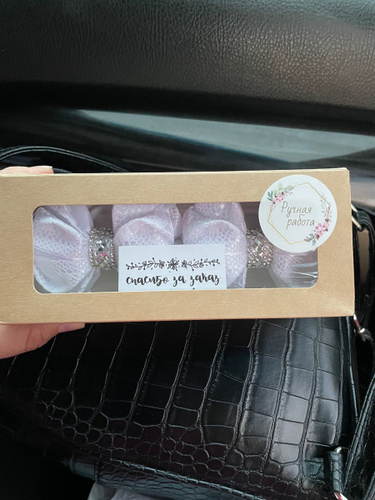 Ручная
работа
спасибо за заказ